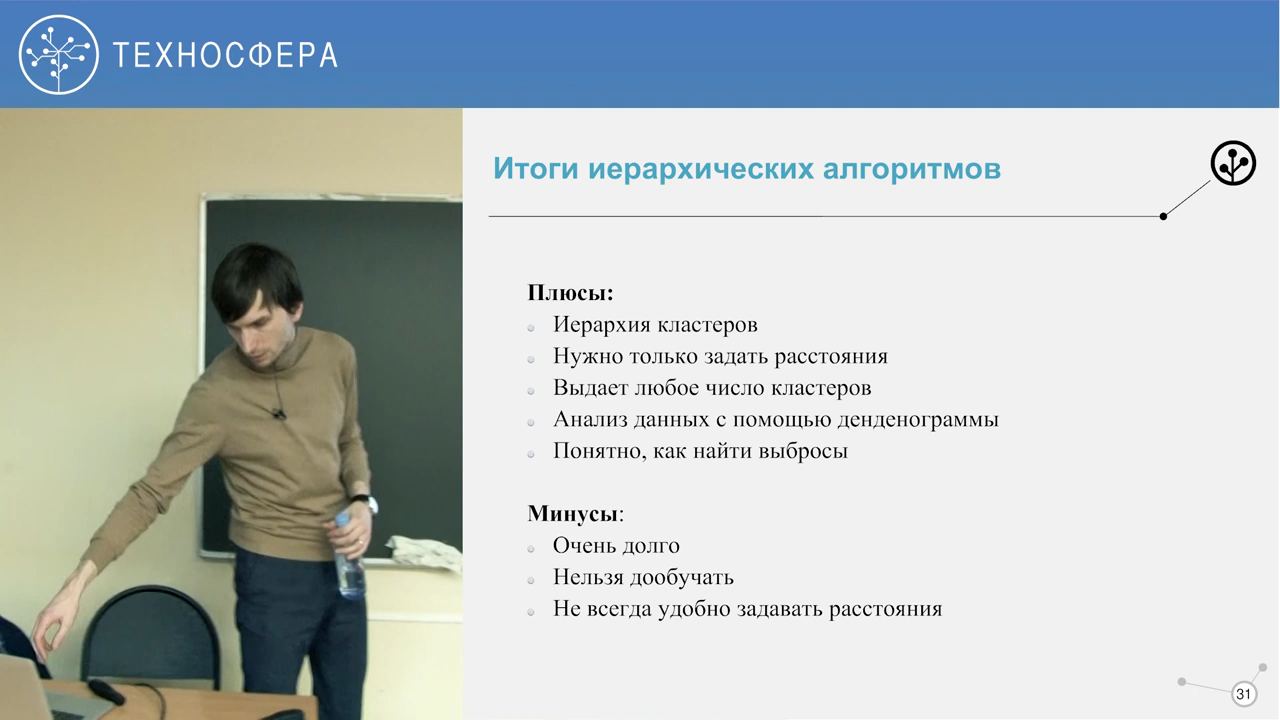 ТЕХНОСФЕРА
Итоги иерархических алгоритмов
Плюсы:
Иерархия кластеров
Нужно только задать расстояния
Выдает любое число кластеров
Анализ данных с помощью денденограммы
Понятно, как найти выбросы
Минусы:
Очень долго
Нельзя дообучать
Не всегда удобно задавать расстояния
31